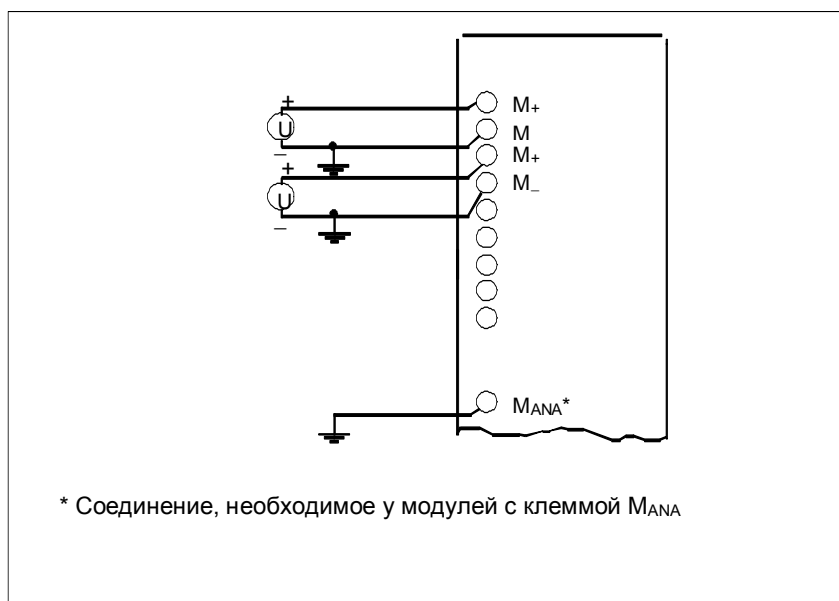 +
M+
U
M
–
+
M+
U
M–
–
MANA*
* Соединение, необходимое у модулей с клеммой MANA